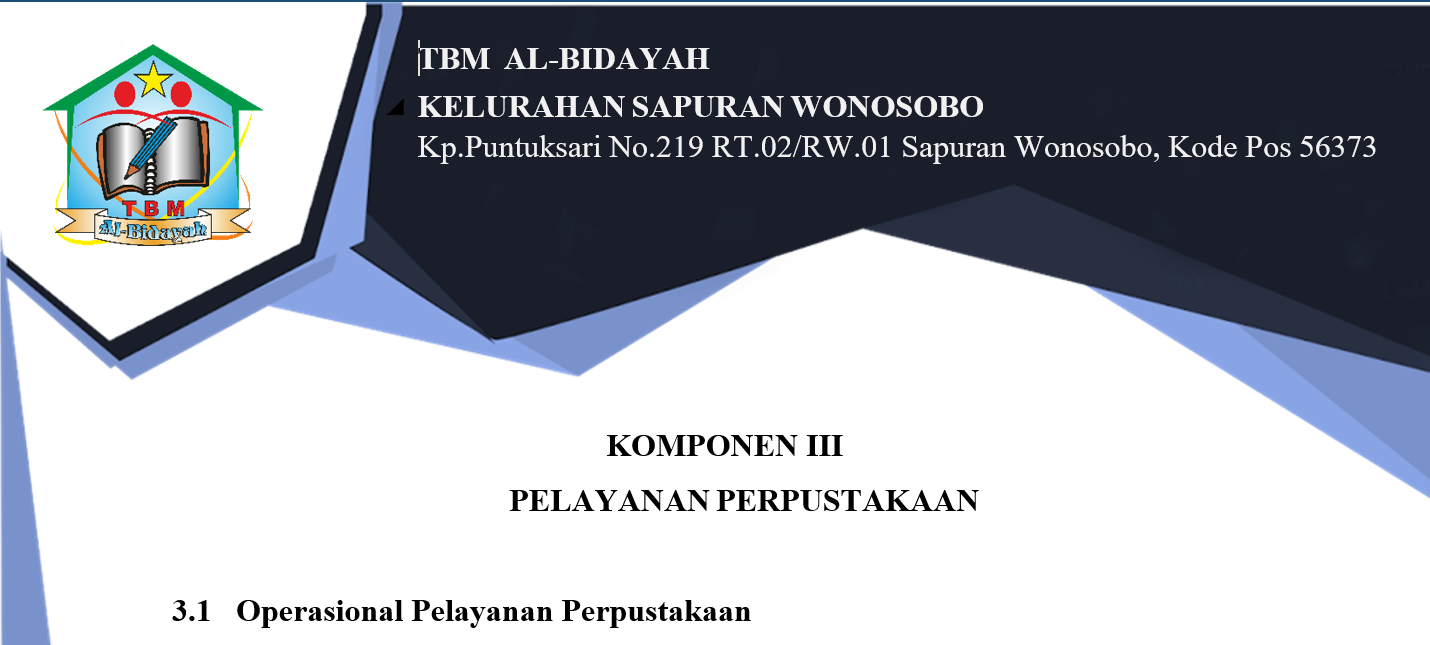 TBM AL-BIDAYAH
KELURAHAN SAPURAN WONOSOBO
Kp.Puntuksari No.219 RT.02/RW.01 Sapuran Wonosobo, Kode Pos 56373
T B M
Al-Bidayah
KOMPONEN III
PELAYANAN PERPUSTAKAAN
3.1 Operasional Pelayanan Perpustakaan